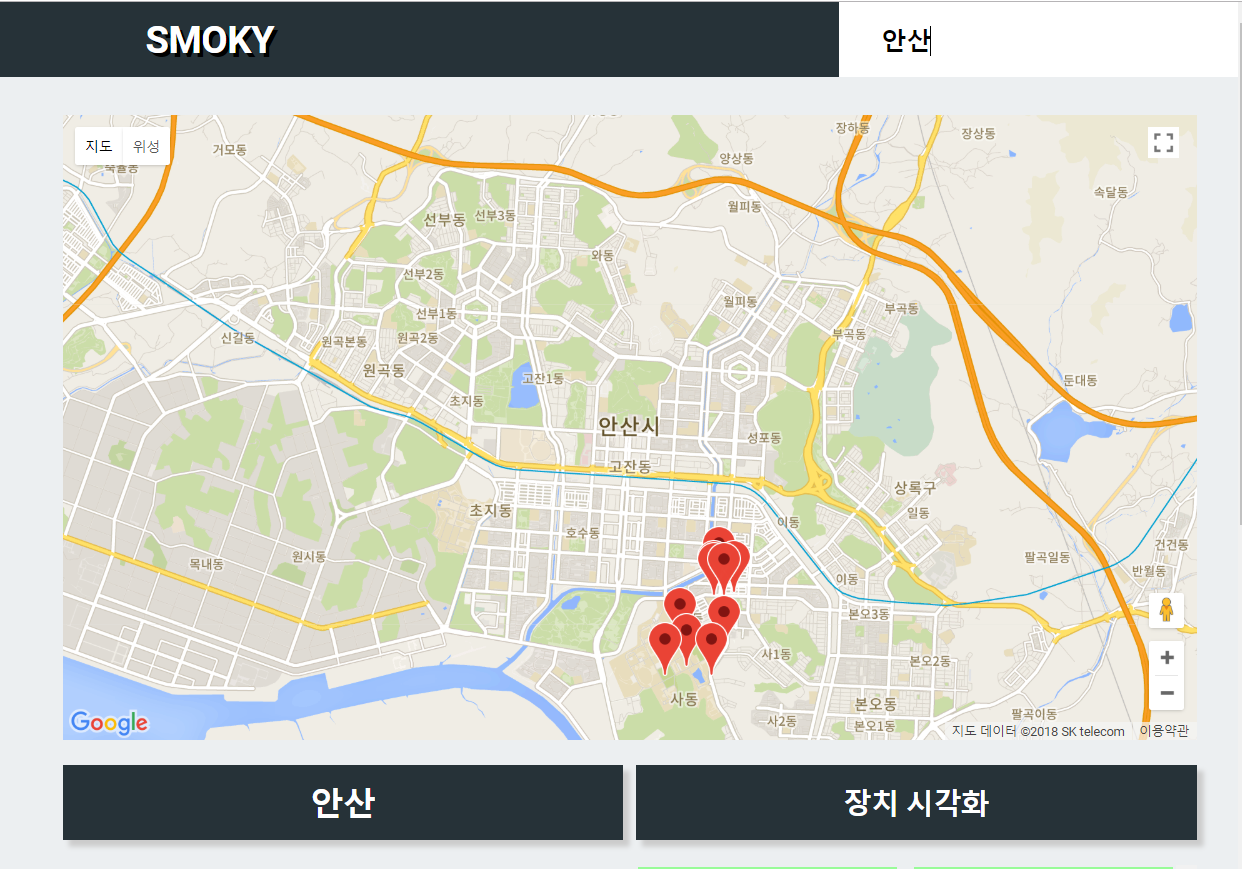 SMOKY
안산
지도 위성
거모동
장하동
장상동
양상동
속달동
월피동
선부동
선부3동
와동
선부2동
월피동
부곡동
선부1동
부곡동
신길동
원곡본동
원곡2동
원곡동
고잔1동
둔대동
초지동
안산시
성포동
고잔동
상록구
초지동
일동
이동
호수동
건건동
원시동
팔곡일동
목내동
반월동
이동
본오3동
사1동
본오2동
사동
본오동
팔곡이동
사2동
본오1동
Google
지도 데이터 ©2018 SK telecom 이용약관
안산
장치 시각화